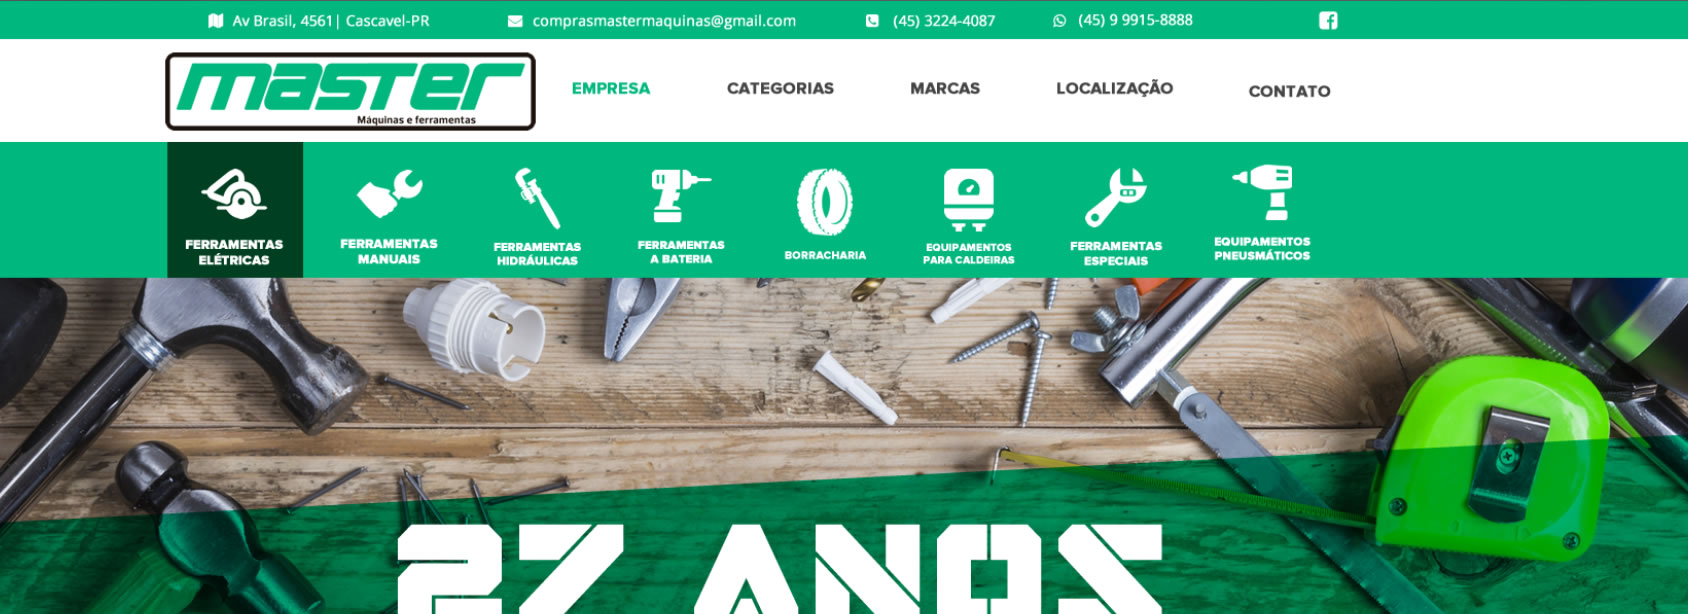 Av Brasil, 4561| Cascavel-PR
comprasmastermaquinas@gmail.com
(45) 3224-4087
(45) 9 9915-8888
master
Máquinas e ferramentas
EMPRESA
CATEGORIAS
MARCAS
LOCALIZAÇÃO
CONTATO
FERRAMENTAS
ELÉTRICAS
FERRAMENTAS
MANUAIS
FERRAMENTAS
HIDRÁULICAS
FERRAMENTAS
A BATERIA
BORRACHARIA
EQUIPAMENTOS
PARA CALDEIRAS
FERRAMENTAS
ESPECIAIS
EQUIPAMENTOS
PNEUSMÁTICOS
27 ANOS